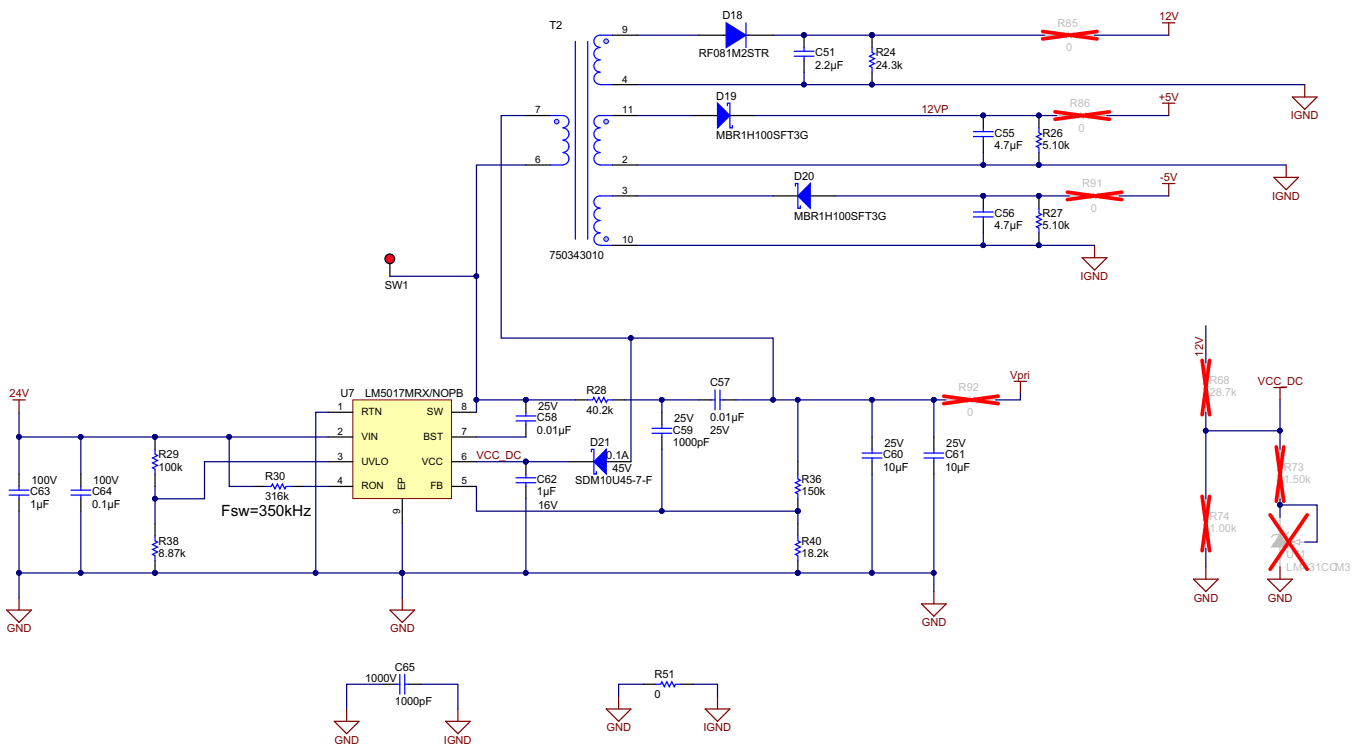 T2
D18
RF081M2STR
9
4
C51
2.2µF
R24
24.3k
R85
0
12V
IGND
7
6
11
2
D19
MBR1H100SFT3G
12VP
C55
4.7µF
R26
5.10k
R86
0
+5V
IGND
3
10
D20
MBR1H100SFT3G
C56
4.7µF
R27
5.10k
R91
0
-5V
IGND
750343010
SW1
24V
U7 LM5017MRX/NOPB
1 RTN
2 VIN
3 UVLO
4 RON
SW 8
BST 7
VCC 6
FB 5
EP
9
R29
100k
R30
316k
Fsw=350kHz
R38
8.87k
100V
C63
1µF
100V
C64
0.1µF
25V
C58
0.01µF
R28
40.2k
25V
C59
1000pF
C57
0.01µF
25V
VCC_DC
D21
0.1A
45V
SDM10U45-7-F
C62
1µF
16V
R36
150k
R40
18.2k
25V
C60
10µF
25V
C61
10µF
R92
0
Vpri
GND
GND
GND
12V
R68
28.7k
VCC_DC
R73
1.50k
R74
1.00k
GND
GND
C65
1000V
1000pF
GND
IGND
R51
0
GND
IGND